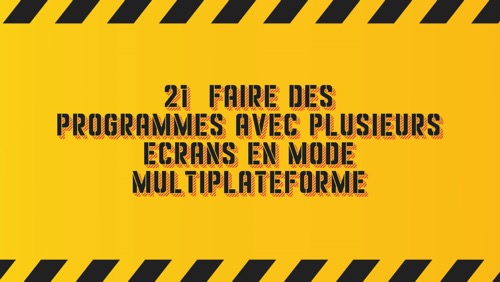 21 FAIRE DES
PROGRAMMES AVEC PLUSIEURS
ECRANS EN MODE
MULTIPLATEFORME